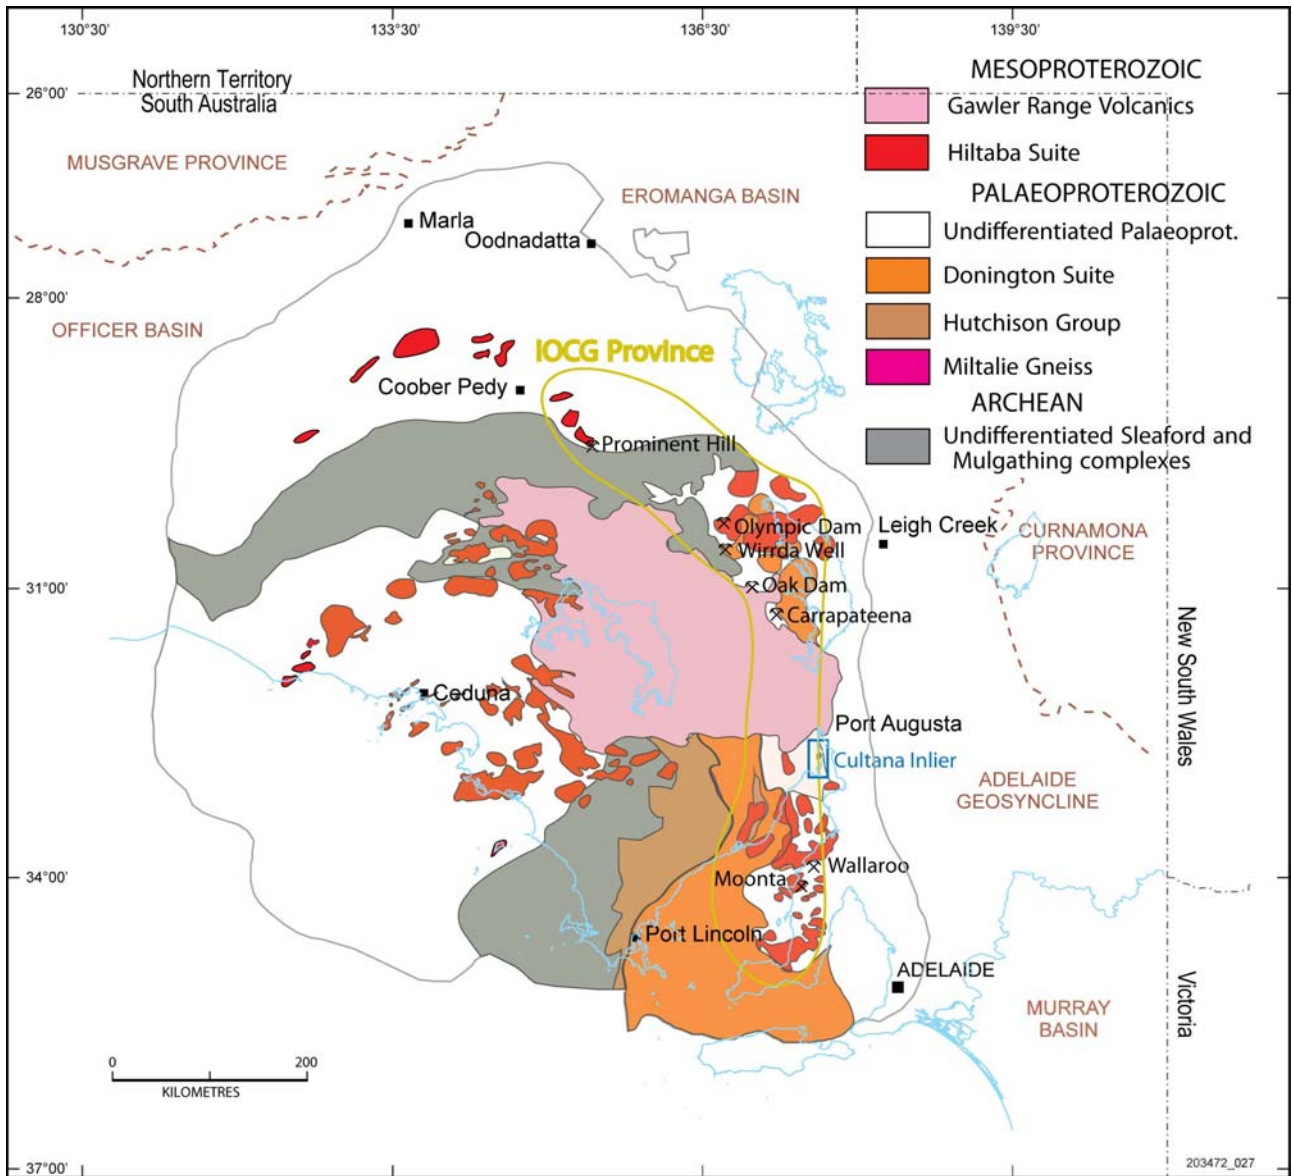 130°30'
133°30'
136°30'
139°30'
26°00'
Northern Territory
South Australia
MUSGRAVE PROVINCE
EROMANGA BASIN
Marla
Oodnadatta
MESOPROTEROZOIC
Gawler Range Volcanics
Hiltaba Suite
PALAEOPROTEROZOIC
Undifferentiated Palaeoprot.
Donington Suite
Hutchison Group
Miltalie Gneiss
ARCHEAN
Undifferentiated Sleaford and
Mulgathing complexes
28°00'
OFFICER BASIN
IOCG Province
Coober Pedy
Prominent Hill
Olympic Dam
Wirrda Well
Oak Dam
Carrapateena
Leigh Creek
CURNAMONA
PROVINCE
31°00'
New South Wales
Ceduna
Port Augusta
Cultana Inlier
ADELAIDE
GEOSYNCLINE
34°00'
Moonta
Wallaroo
Port Lincoln
ADELAIDE
Victoria
MURRAY
BASIN
0
200
KILOMETRES
37°00'
203472_027